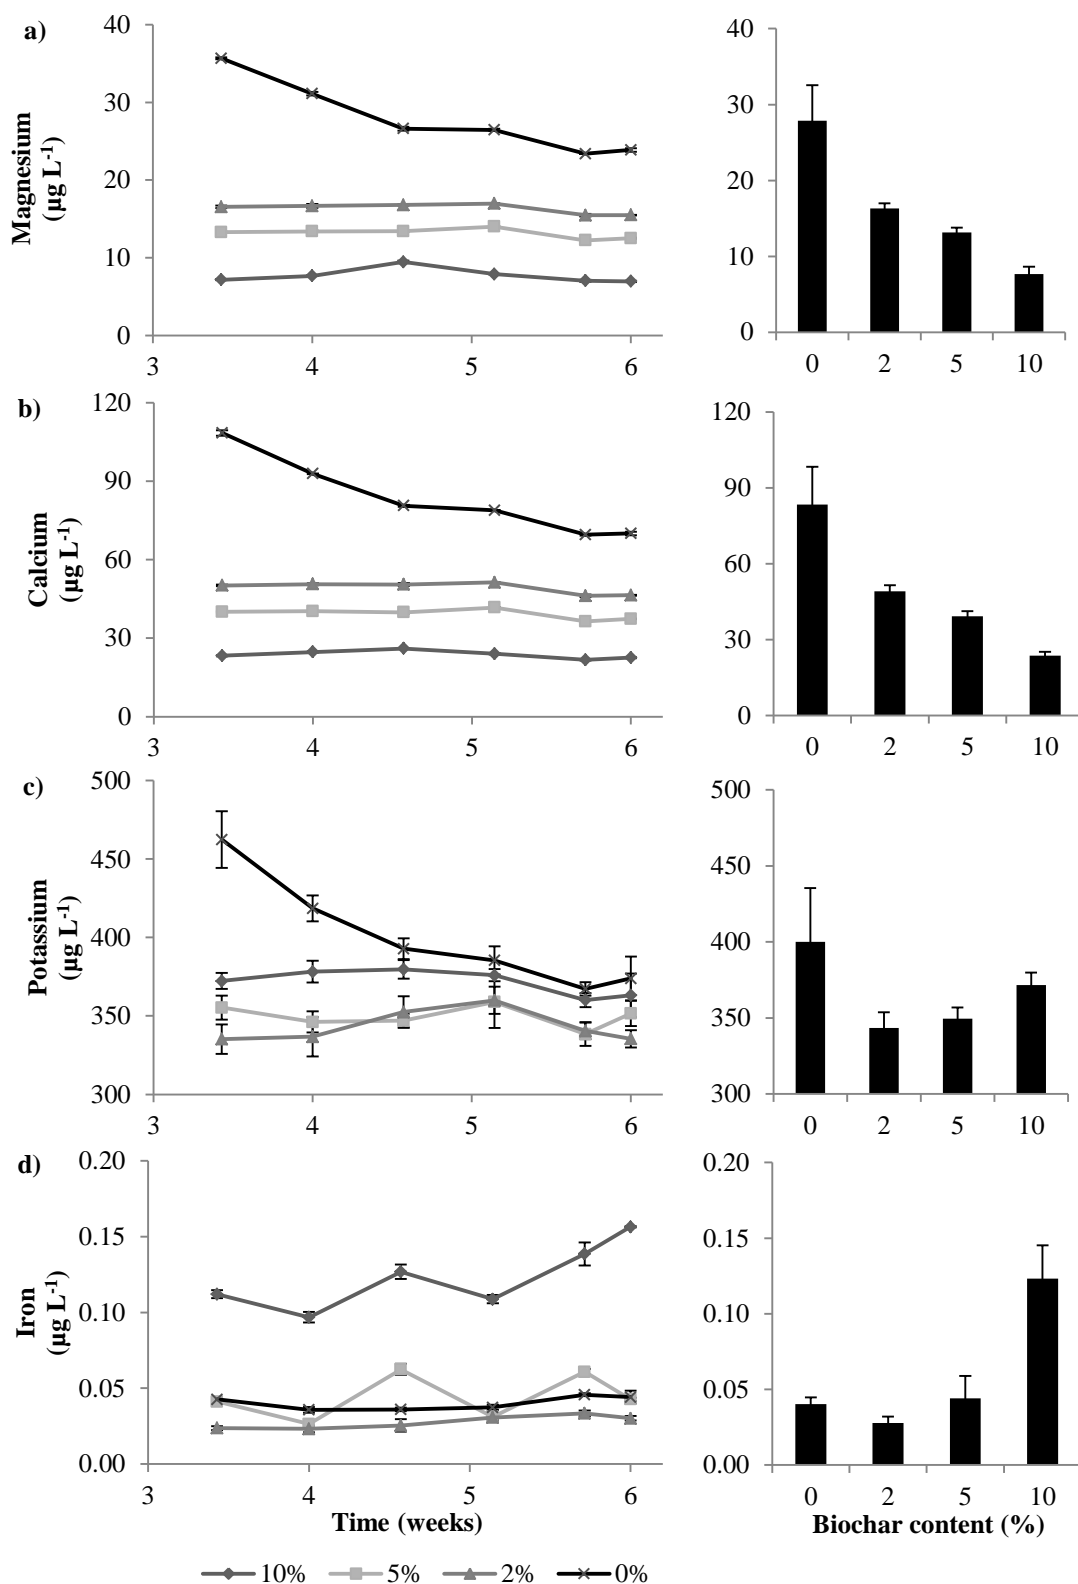 a)
Magnesium
(µg L-1)
40
30
20
10
0
3 4 5 6
40
30
20
10
0
0 2 5 10
b)
Calcium
(µg L-1)
120
90
60
30
0
3 4 5 6
120
90
60
30
0
0 2 5 10
c)
Potassium
(µg L-1)
500
450
400
350
300
3 4 5 6
500
450
400
350
300
0 2 5 10
d)
Iron
(µg L-1)
0.20
0.15
0.10
0.05
0.00
3 4 5 6
Time (weeks)
0.20
0.15
0.10
0.05
0.00
0 2 5 10
Biochar content (%)
10% 5% 2% 0%